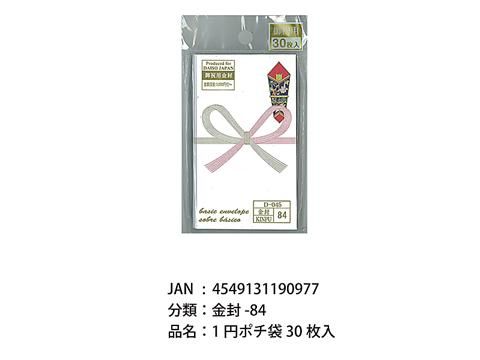 御祝用
30枚入
Produced for
DAISO JAPAN
御祝用金封
D-045
金封
KINPU
84
basic envelope
sobre básico
JAN ：4549131190977
分類：金封 -84
品名：1 円ポチ袋 30 枚入